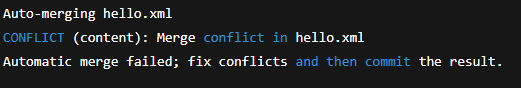 Auto-merging hello.xml
CONFLICT (content): Merge conflict in hello.xml
Automatic merge failed; fix conflicts and then commit the result.